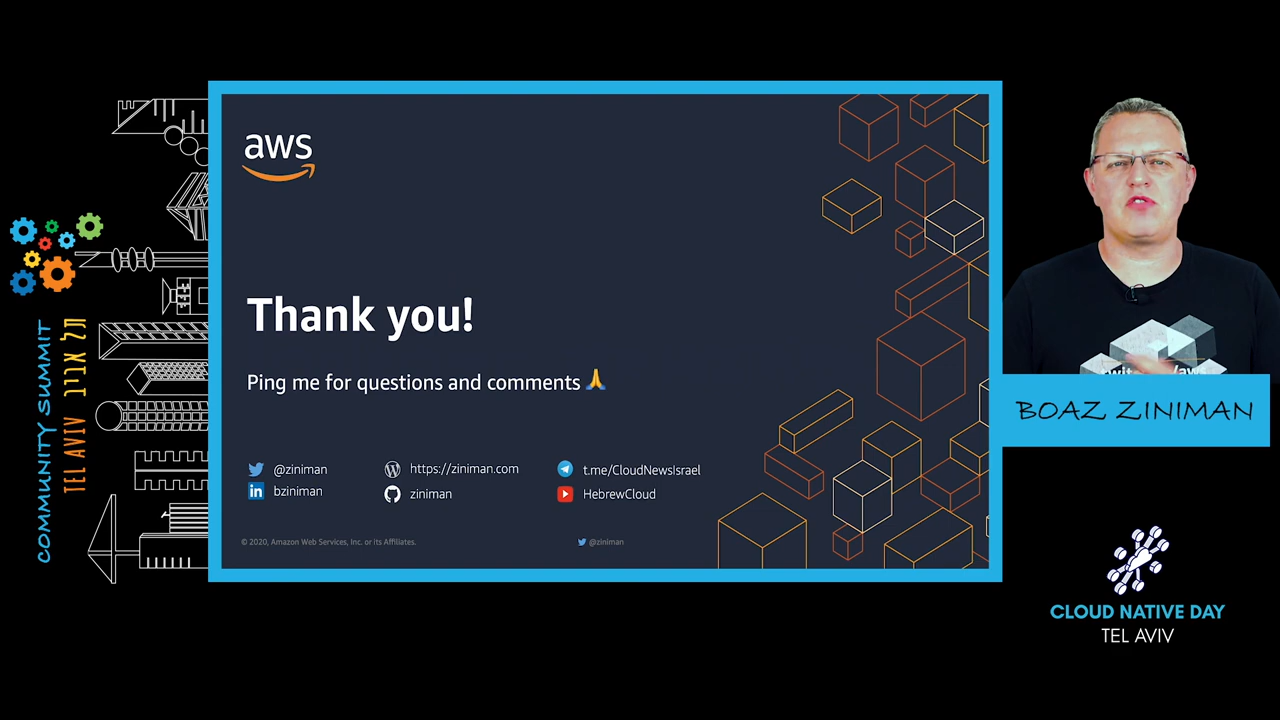 COMMUNITY SUMMIT
TEL AVIV תל אביב
aws
Thank you!
Ping me for questions and comments 🙏
@ziniman
bziniman
https://ziniman.com
ziniman
t.me/CloudNewsIsrael
HebrewCloud
© 2020, Amazon Web Services, Inc. or its Affiliates.
@ziniman
BOAZ ZINIMAN
CLOUD NATIVE DAY
TEL AVIV